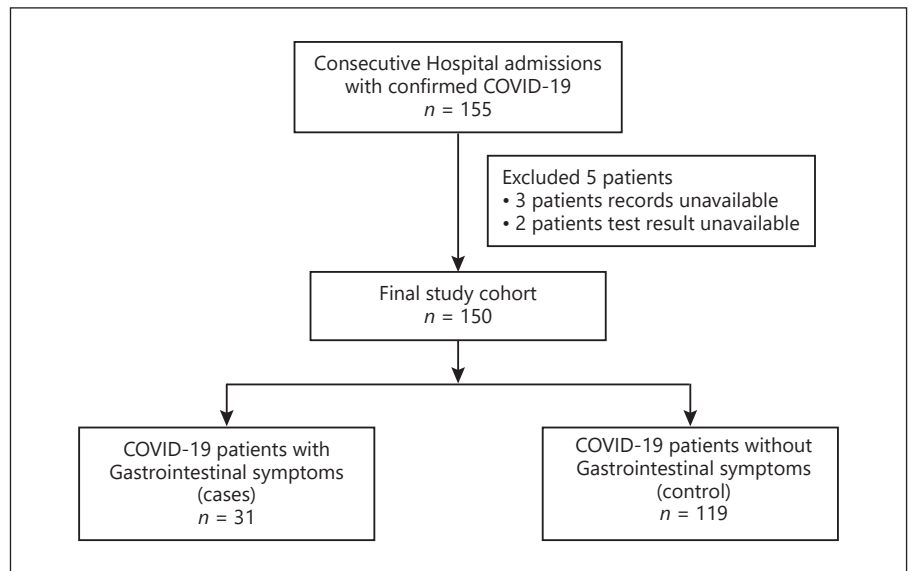 Consecutive Hospital admissions
with confirmed COVID-19
n = 155
Excluded 5 patients
• 3 patients records unavailable
• 2 patients test result unavailable
Final study cohort
n = 150
COVID-19 patients with
Gastrointestinal symptoms
(cases)
n = 31
COVID-19 patients without
Gastrointestinal symptoms
(control)
n = 119